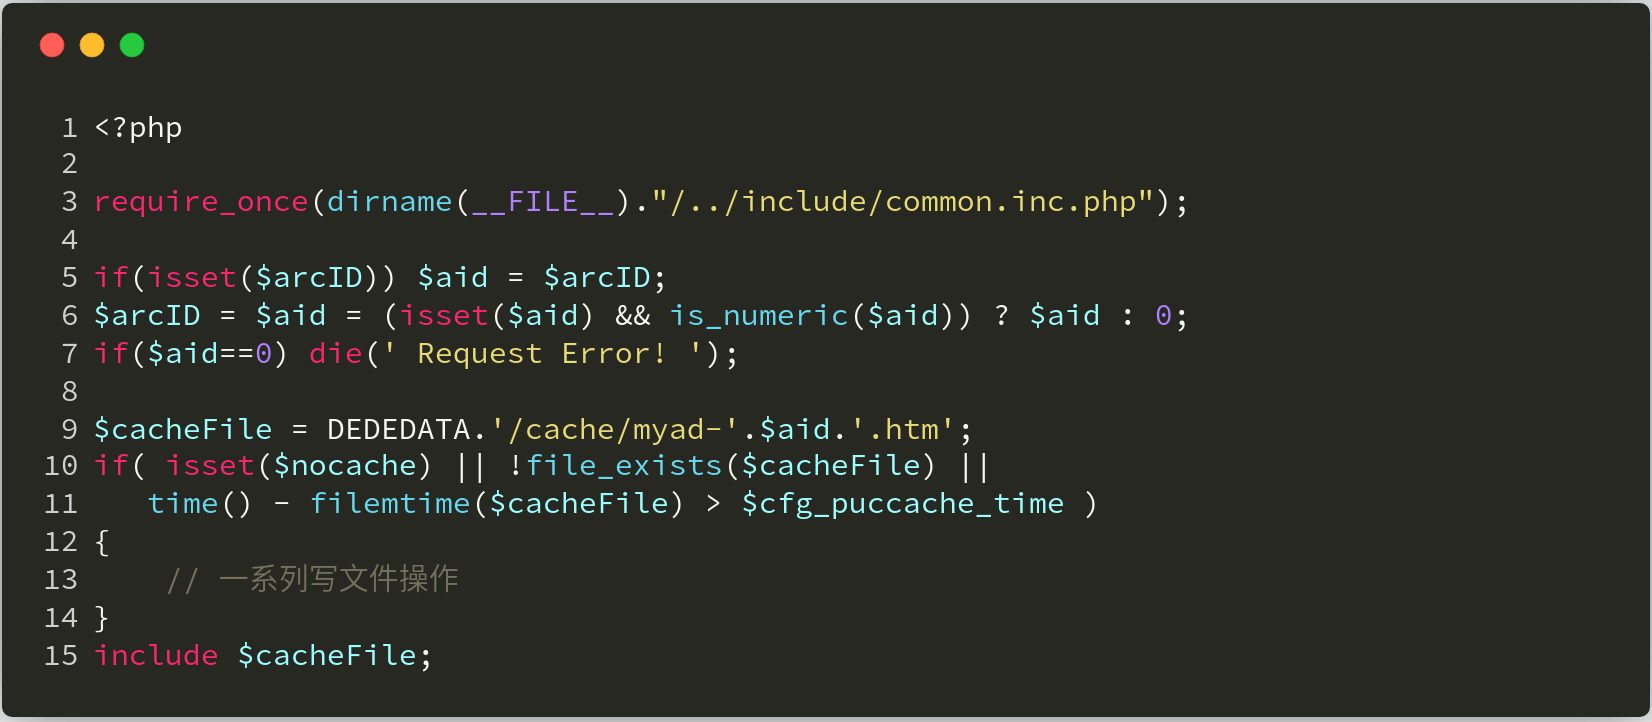 1 <?php
2
3 require_once(dirname(__FILE__)."/../include/common.inc.php");
4
5 if(isset($arcID)) $aid = $arcID;
6 $arcID = $aid = (isset($aid) && is_numeric($aid)) ? $aid : 0;
7 if($aid==0) die(' Request Error! ');
8
9 $cacheFile = DEDEDATA.'/cache/myad-'.$aid.'.htm';
10 if( isset($nocache) || !file_exists($cacheFile) ||
11    time() - filemtime($cacheFile) > $cfg_puccache_time )
12 {
13     // 一系列写文件操作
14 }
15 include $cacheFile;